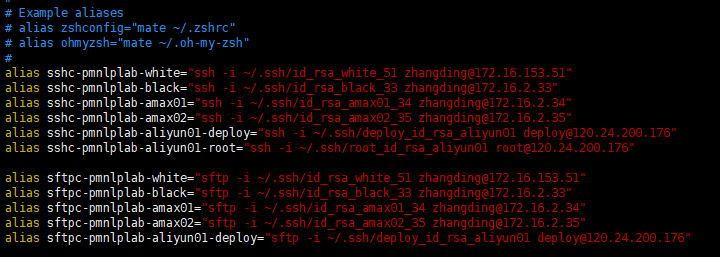 # Example aliases
# alias zshconfig="mate ~/.zshrc"
# alias ohmyzsh="mate ~/.oh-my-zsh"
#
alias sshc-pmnlplab-white="ssh -i ~/.ssh/id_rsa_white_51 zhangding@172.16.153.51"
alias sshc-pmnlplab-black="ssh -i ~/.ssh/id_rsa_black_33 zhangding@172.16.2.33"
alias sshc-pmnlplab-amax01="ssh -i ~/.ssh/id_rsa_amax01_34 zhangding@172.16.2.34"
alias sshc-pmnlplab-amax02="ssh -i ~/.ssh/id_rsa_amax02_35 zhangding@172.16.2.35"
alias sshc-pmnlplab-aliyun01-deploy="ssh -i ~/.ssh/deploy_id_rsa_aliyun01 deploy@120.24.200.176"
alias sshc-pmnlplab-aliyun01-root="ssh -i ~/.ssh/root_id_rsa_aliyun01 root@120.24.200.176"
alias sftpc-pmnlplab-white="sftp -i ~/.ssh/id_rsa_white_51 zhangding@172.16.153.51"
alias sftpc-pmnlplab-black="sftp -i ~/.ssh/id_rsa_black_33 zhangding@172.16.2.33"
alias sftpc-pmnlplab-amax01="sftp -i ~/.ssh/id_rsa_amax01_34 zhangding@172.16.2.34"
alias sftpc-pmnlplab-amax02="sftp -i ~/.ssh/id_rsa_amax02_35 zhangding@172.16.2.35"
alias sftpc-pmnlplab-aliyun01-deploy="sftp -i ~/.ssh/deploy_id_rsa_aliyun01 deploy@120.24.200.176"